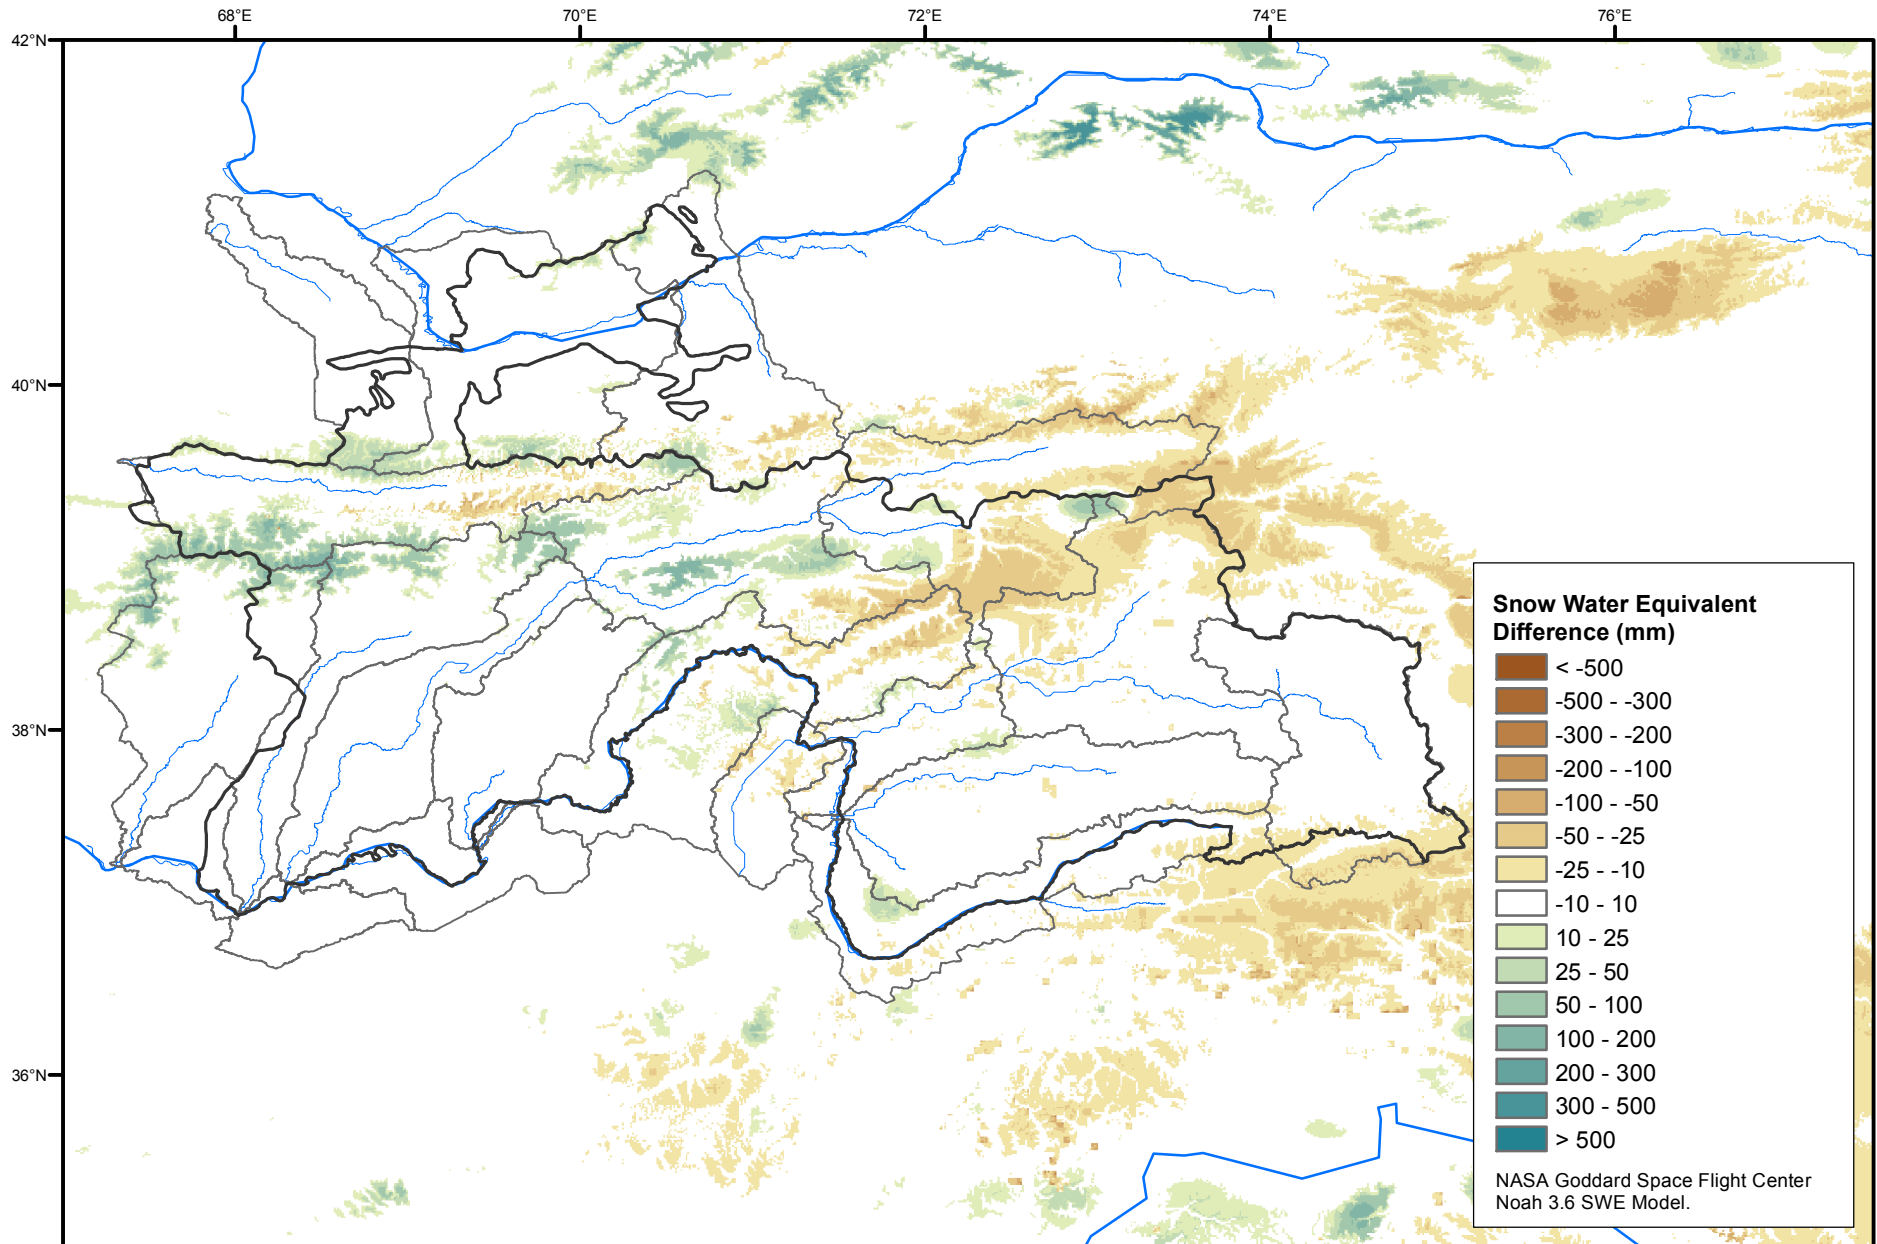 68°E
70°E
72°E
74°E
76°E
42°N
40°N
38°N
36°N
Snow Water Equivalent
Difference (mm)
< -500
-500 - -300
-300 - -200
-200 - -100
-100 - -50
-50 - -25
-25 - -10
-10 - 10
10 - 25
25 - 50
50 - 100
100 - 200
200 - 300
300 - 500
> 500
NASA Goddard Space Flight Center
Noah 3.6 SWE Model.